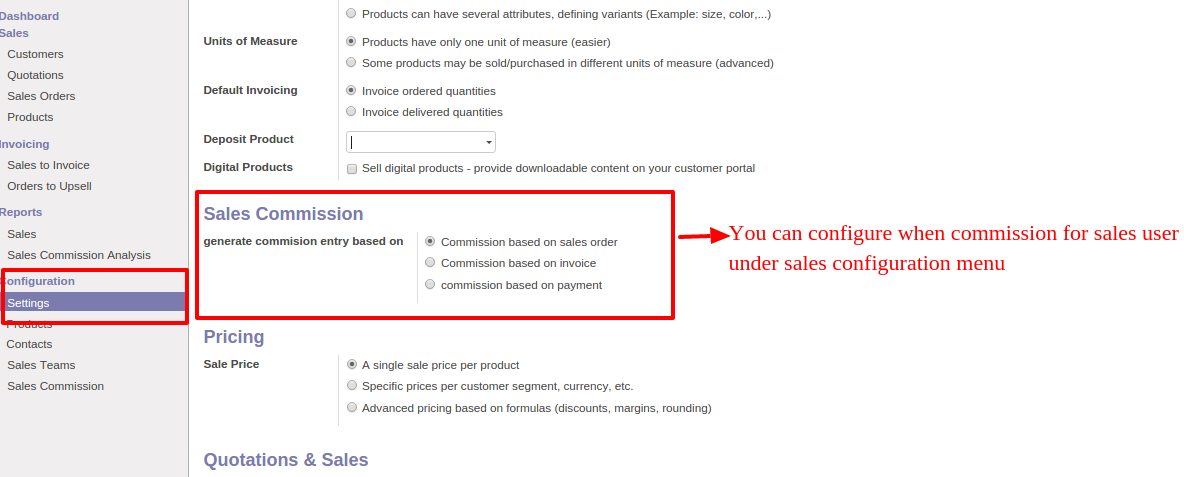 Dashboard
Sales
Customers
Quotations
Sales Orders
Products
Invoicing
Sales to Invoice
Orders to Upsell
Reports
Sales
Sales Commission Analysis
Configuration
Settings
Products
Contacts
Sales Teams
Sales Commission
Products can have several attributes, defining variants (Example: size, color,...)
Units of Measure
Products have only one unit of measure (easier)
Some products may be sold/purchased in different units of measure (advanced)
Default Invoicing
Invoice ordered quantities
Invoice delivered quantities
Deposit Product
Digital Products
Sell digital products - provide downloadable content on your customer portal
Sales Commission
generate commision entry based on
Commission based on sales order
Commission based on invoice
commission based on payment
You can configure when commission for sales user
under sales configuration menu
Pricing
Sale Price
A single sale price per product
Specific prices per customer segment, currency, etc.
Advanced pricing based on formulas (discounts, margins, rounding)
Quotations & Sales